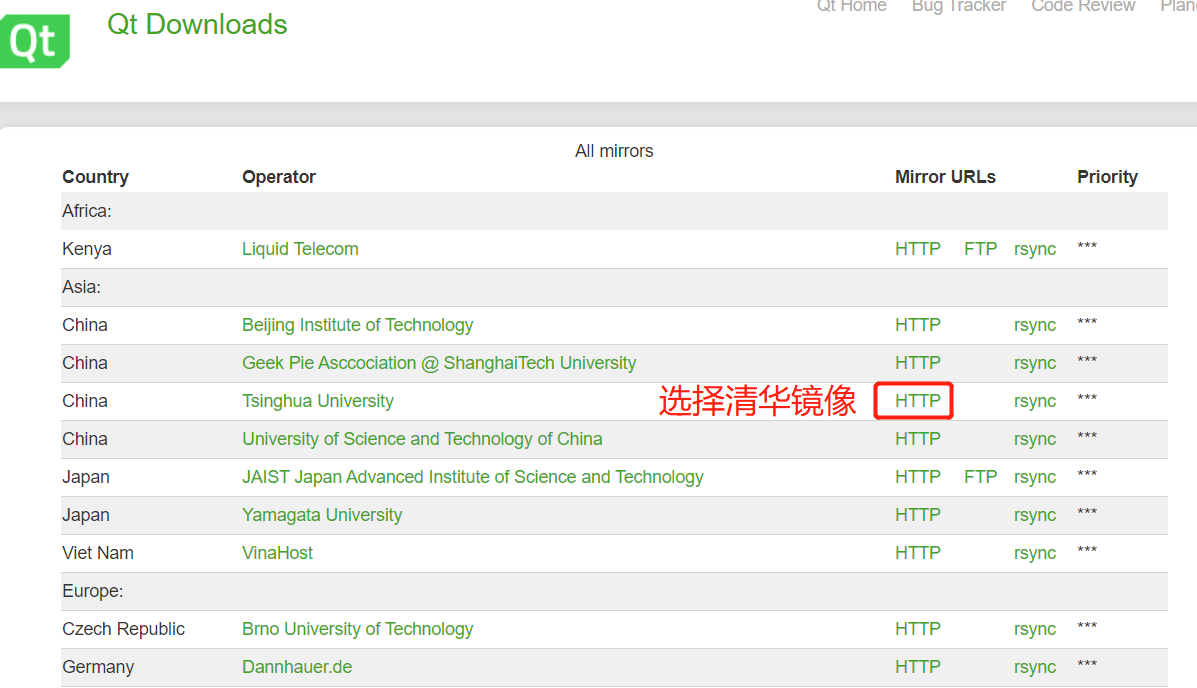 Qt Home Bug Tracker Code Review
Qt Qt Downloads
All mirrors
Country Operator Mirror URLs Priority
Africa:
Kenya Liquid Telecom HTTP FTP rsync ***
Asia:
China Beijing Institute of Technology HTTP rsync ***
China Geek Pie Asccociation @ ShanghaiTech University HTTP rsync ***
China Tsinghua University 选择清华镜像 HTTP rsync ***
China University of Science and Technology of China HTTP rsync ***
Japan JAIST Japan Advanced Institute of Science and Technology HTTP FTP rsync ***
Japan Yamagata University HTTP rsync ***
Viet Nam VinaHost HTTP rsync ***
Europe:
Czech Republic Brno University of Technology HTTP rsync ***
Germany Dannhauer.de HTTP rsync ***